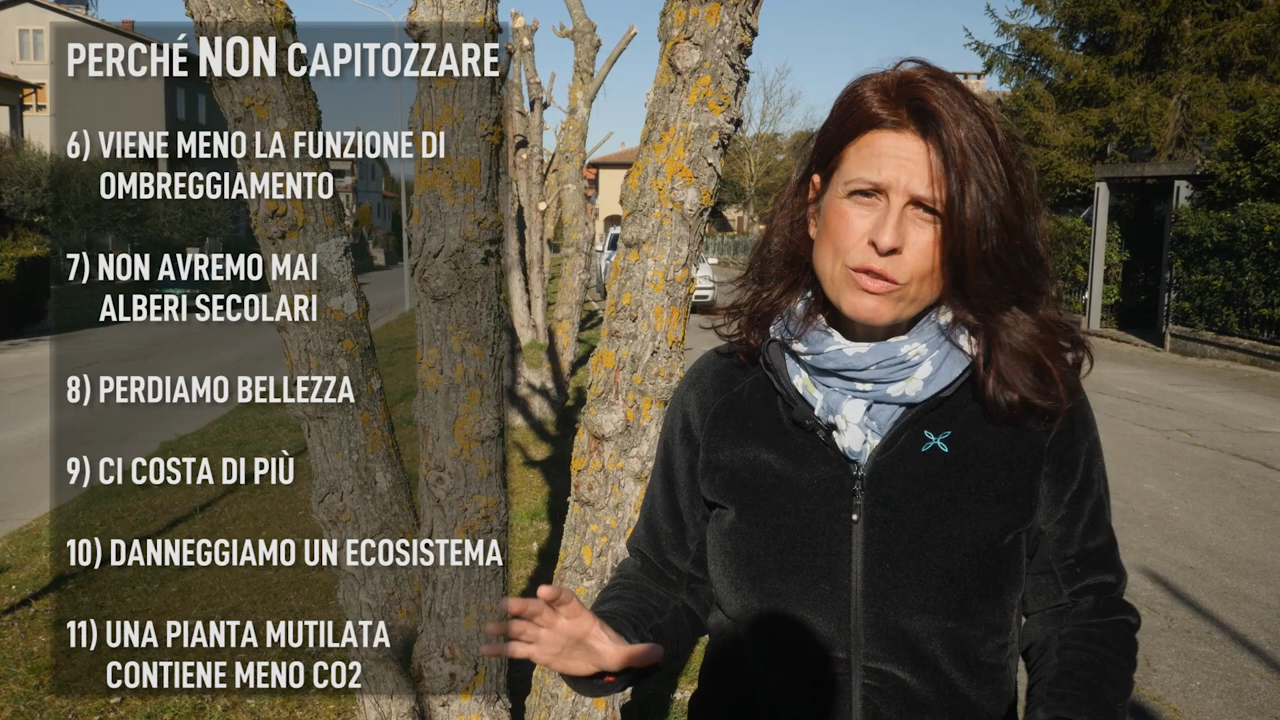 PERCHÉ NON CAPITOZZARE
6) VIENE MENO LA FUNZIONE DI
OMBREGGIAMENTO
7) NON AVREMO MAI
ALBERI SECOLARI
8) PERDIAMO BELLEZZA
9) CI COSTA DI PIÙ
10) DANNEGGIAMO UN ECOSISTEMA
11) UNA PIANTA MUTILATA
CONTIENE MENO CO2